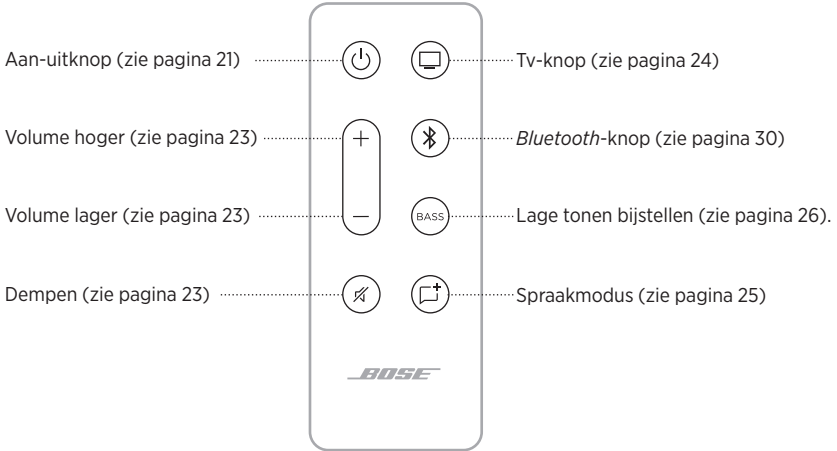 Aan-uitknop (zie pagina 21)
Tv-knop (zie pagina 24)
Volume hoger (zie pagina 23)
+
Bluetooth-knop (zie pagina 30)
Volume lager (zie pagina 23)
–
BASS
Lage tonen bijstellen (zie pagina 26).
Dempen (zie pagina 23)
Spraakmodus (zie pagina 25)
BOSE